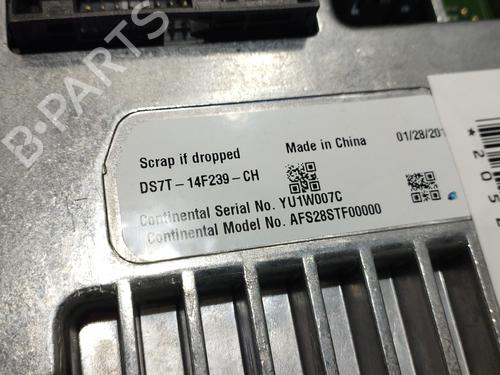 B-PARTS
Scrap if dropped
Made in China
01/28/201
DS7T-14F239-CH
Continental Serial No. YU1W007C
Continental Model No. AFS28STF00000